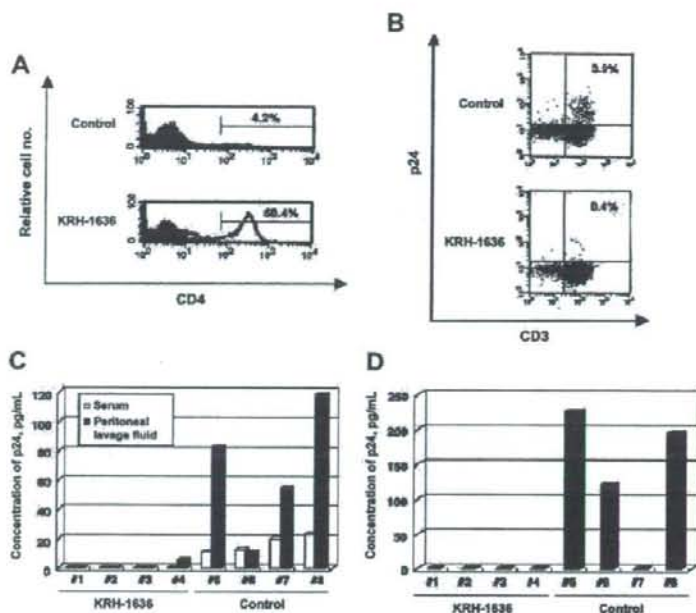 A
Relative cell no.
Control
4.2%
KRH-1636
CD4
B
p24
Control
KRH-1636
0.4%
CD3
C
Concentration of p24, pg/mL
120
100
80
60
40
20
0
Serum
Peritoneal
lavage fluid
#1 #2 #3 #4 #5 #6 #7 #8
KRH-1636 Control
D
Concentration of p24, pg/mL
250
200
150
100
50
0
#1 #2 #3 #4 #5 #6 #7 #8
KRH-1636 Control